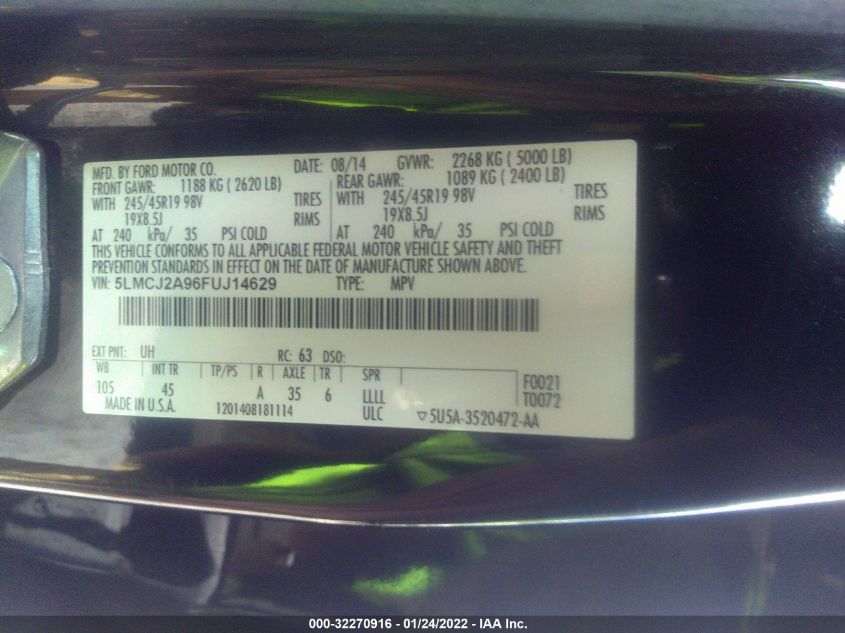 MFD. BY FORD MOTOR CO. DATE: 08/14 GVWR: 2268 KG ( 5000 LB)
FRONT GAWR: 1188 KG ( 2620 LB) REAR GAWR: 1089 KG ( 2400 LB)
WITH 245/45R19 98V TIRES WITH 245/45R19 98V TIRES
19X8.5J RIMS 19X8.5J RIMS
AT 240 kPa/ 35 PSI COLD AT 240 kPa/ 35 PSI COLD
THIS VEHICLE CONFORMS TO ALL APPLICABLE FEDERAL MOTOR VEHICLE SAFETY AND THEFT
PREVENTION STANDARDS IN EFFECT ON THE DATE OF MANUFACTURE SHOWN ABOVE.
VIN: 5LMCJ2A96FUJ14629 TYPE: MPV
EXT PNT: UH RC: 63 DSO:
WB INT TR TP/PS R AXLE TR SPR F0021
105 45 A 35 6 LLLL T0072
MADE IN U.S.A. 1201408181114 ULC ▽5U5A-3520472-AA
000-32270916 - 01/24/2022 - IAA Inc.